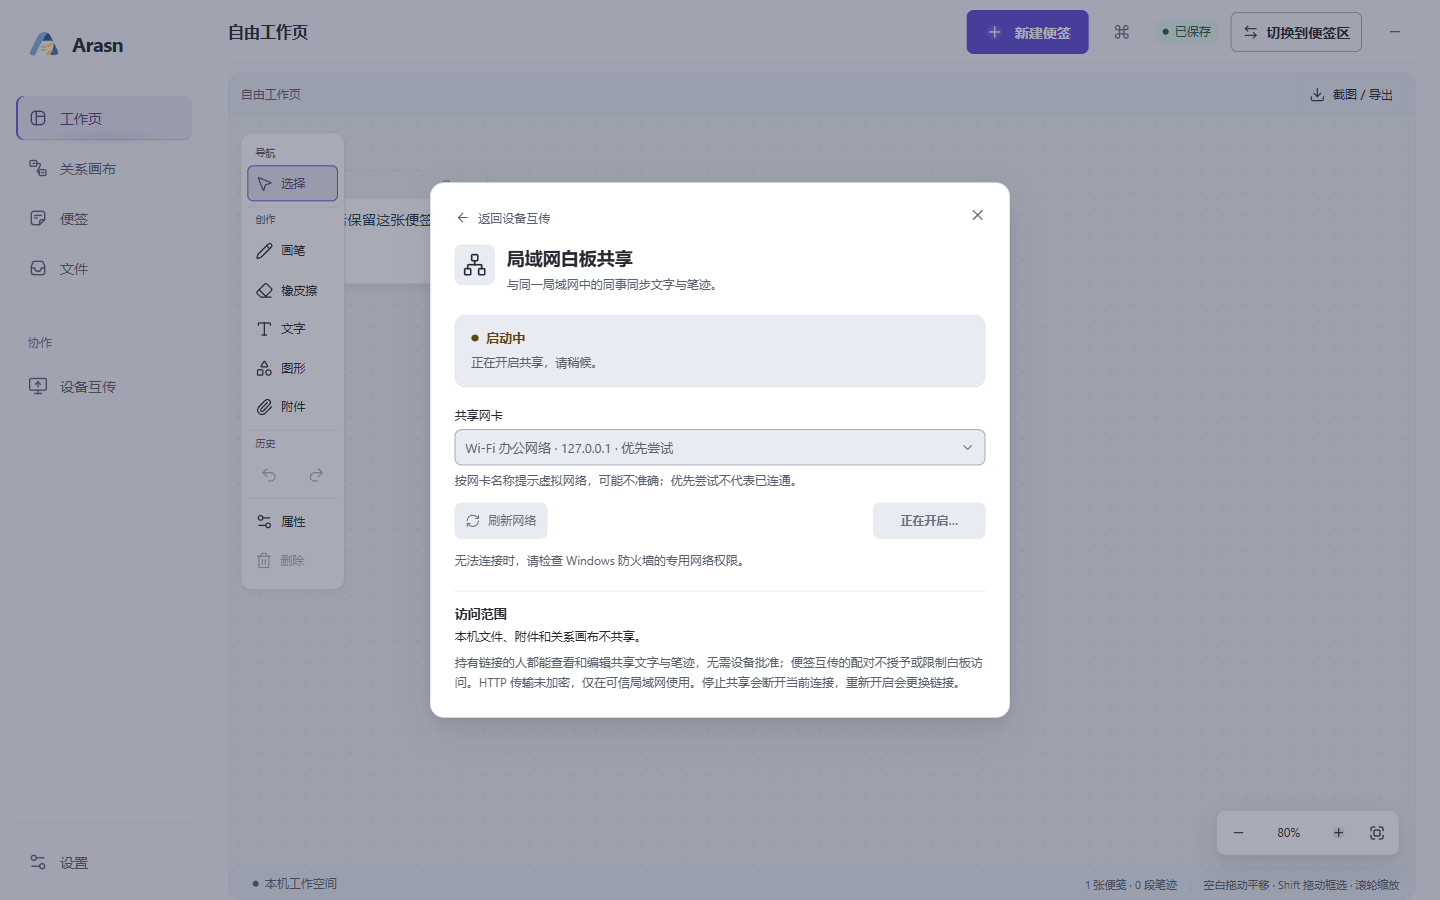 Arasn
工作页
关系画布
便签
文件
协作
设备互传
设置
自由工作页
新建便签
已保存
切换到便签区
自由工作页
截图 / 导出
导航
选择
创作
画笔
橡皮擦
文字
图形
附件
历史
属性
删除
保留这张便签
返回设备互传
局域网白板共享
与同一局域网中的同事同步文字与笔迹。
启动中
正在开启共享，请稍候。
共享网卡
Wi-Fi 办公网络 · 127.0.0.1 · 优先尝试
按网卡名称提示虚拟网络，可能不准确；优先尝试不代表已连通。
刷新网络
正在开启...
无法连接时，请检查 Windows 防火墙的专用网络权限。
访问范围
本机文件、附件和关系画布不共享。
持有链接的人都能查看和编辑共享文字与笔迹，无需设备批准；便签互传的配对不授予或限制白板访
问。HTTP 传输未加密，仅在可信局域网使用。停止共享会断开当前连接，重新开启会更换链接。
80%
本机工作空间
1 张便笺 · 0 段笔迹
空白拖动平移 · Shift 拖动框选 · 滚轮缩放